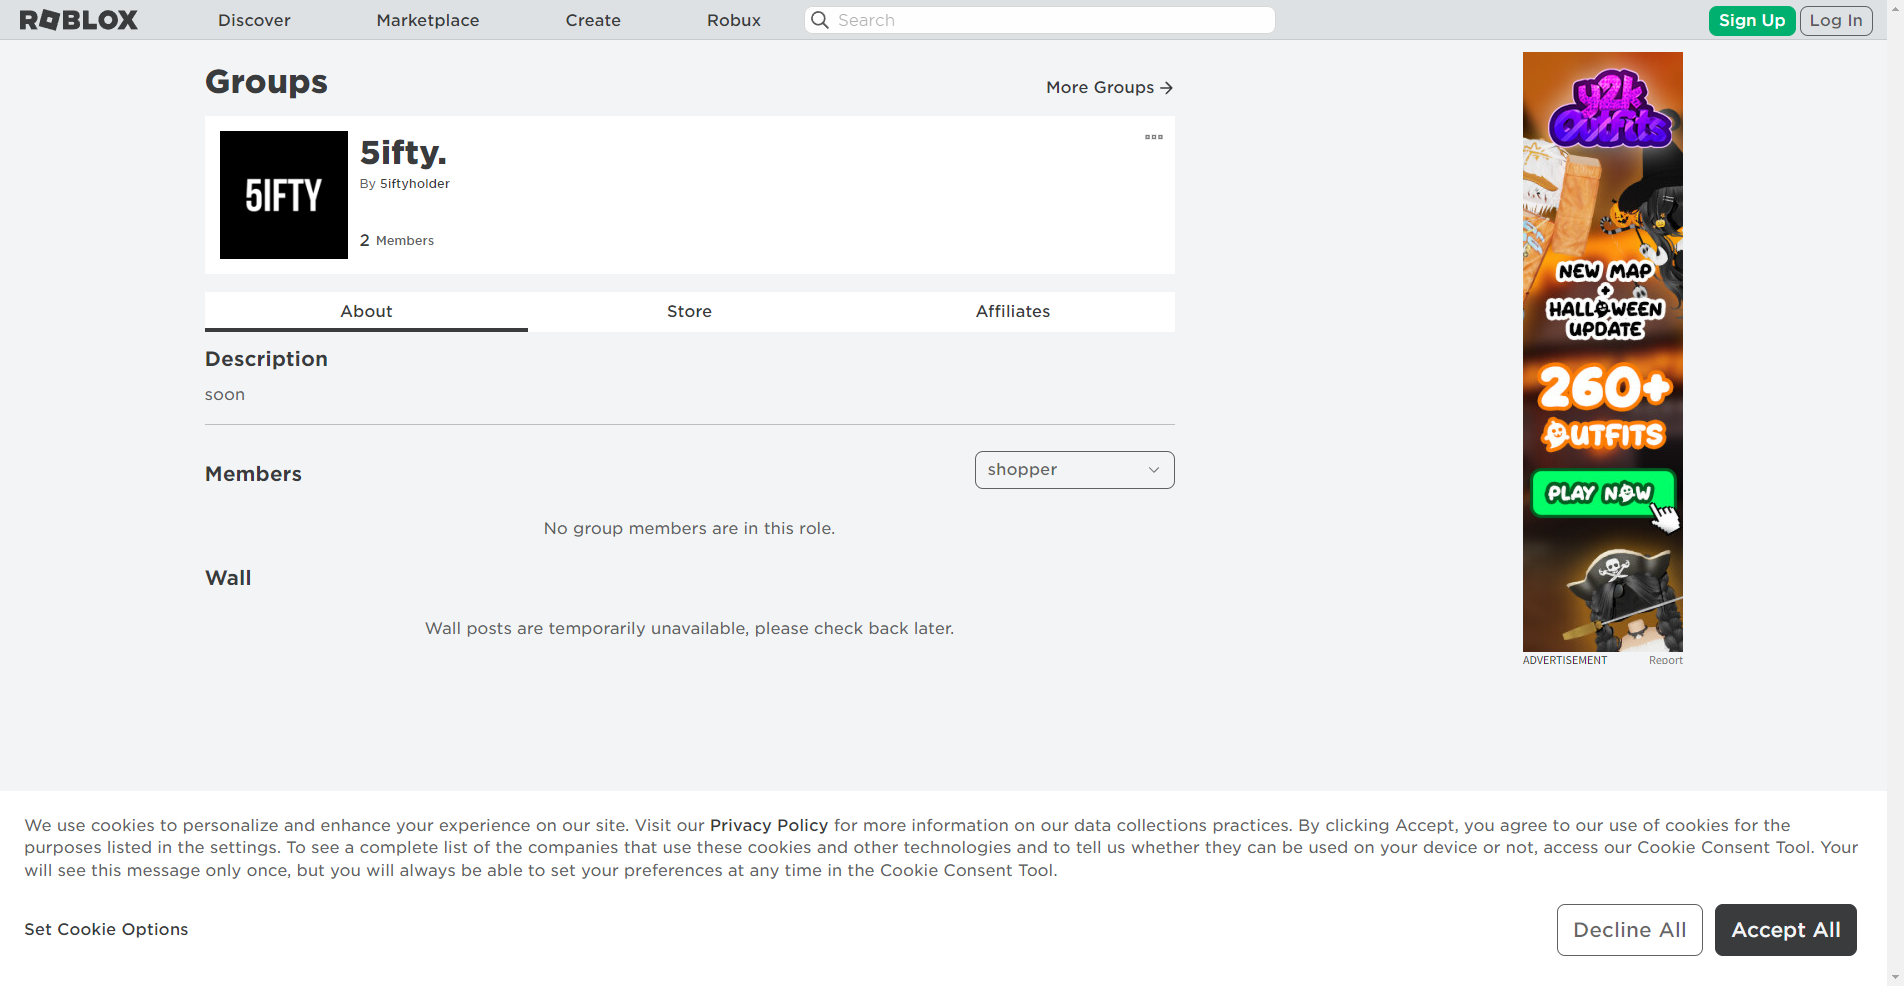 ROBLOX
Discover
Marketplace
Create
Robux
Search
Sign Up
Log In
Groups
More Groups
5IFTY
5ifty.
By 5iftyholder
2 Members
About
Store
Affiliates
Description
soon
Members
shopper
No group members are in this role.
Wall
Wall posts are temporarily unavailable, please check back later.
y2k
Outfits
NEW MAP
+
HALLOWEEN
UPDATE
260+
OUTFITS
PLAY NOW
ADVERTISEMENT
Report
We use cookies to personalize and enhance your experience on our site. Visit our Privacy Policy for more information on our data collections practices. By clicking Accept, you agree to our use of cookies for the
purposes listed in the settings. To see a complete list of the companies that use these cookies and other technologies and to tell us whether they can be used on your device or not, access our Cookie Consent Tool. Your
will see this message only once, but you will always be able to set your preferences at any time in the Cookie Consent Tool.
Set Cookie Options
Decline All
Accept All